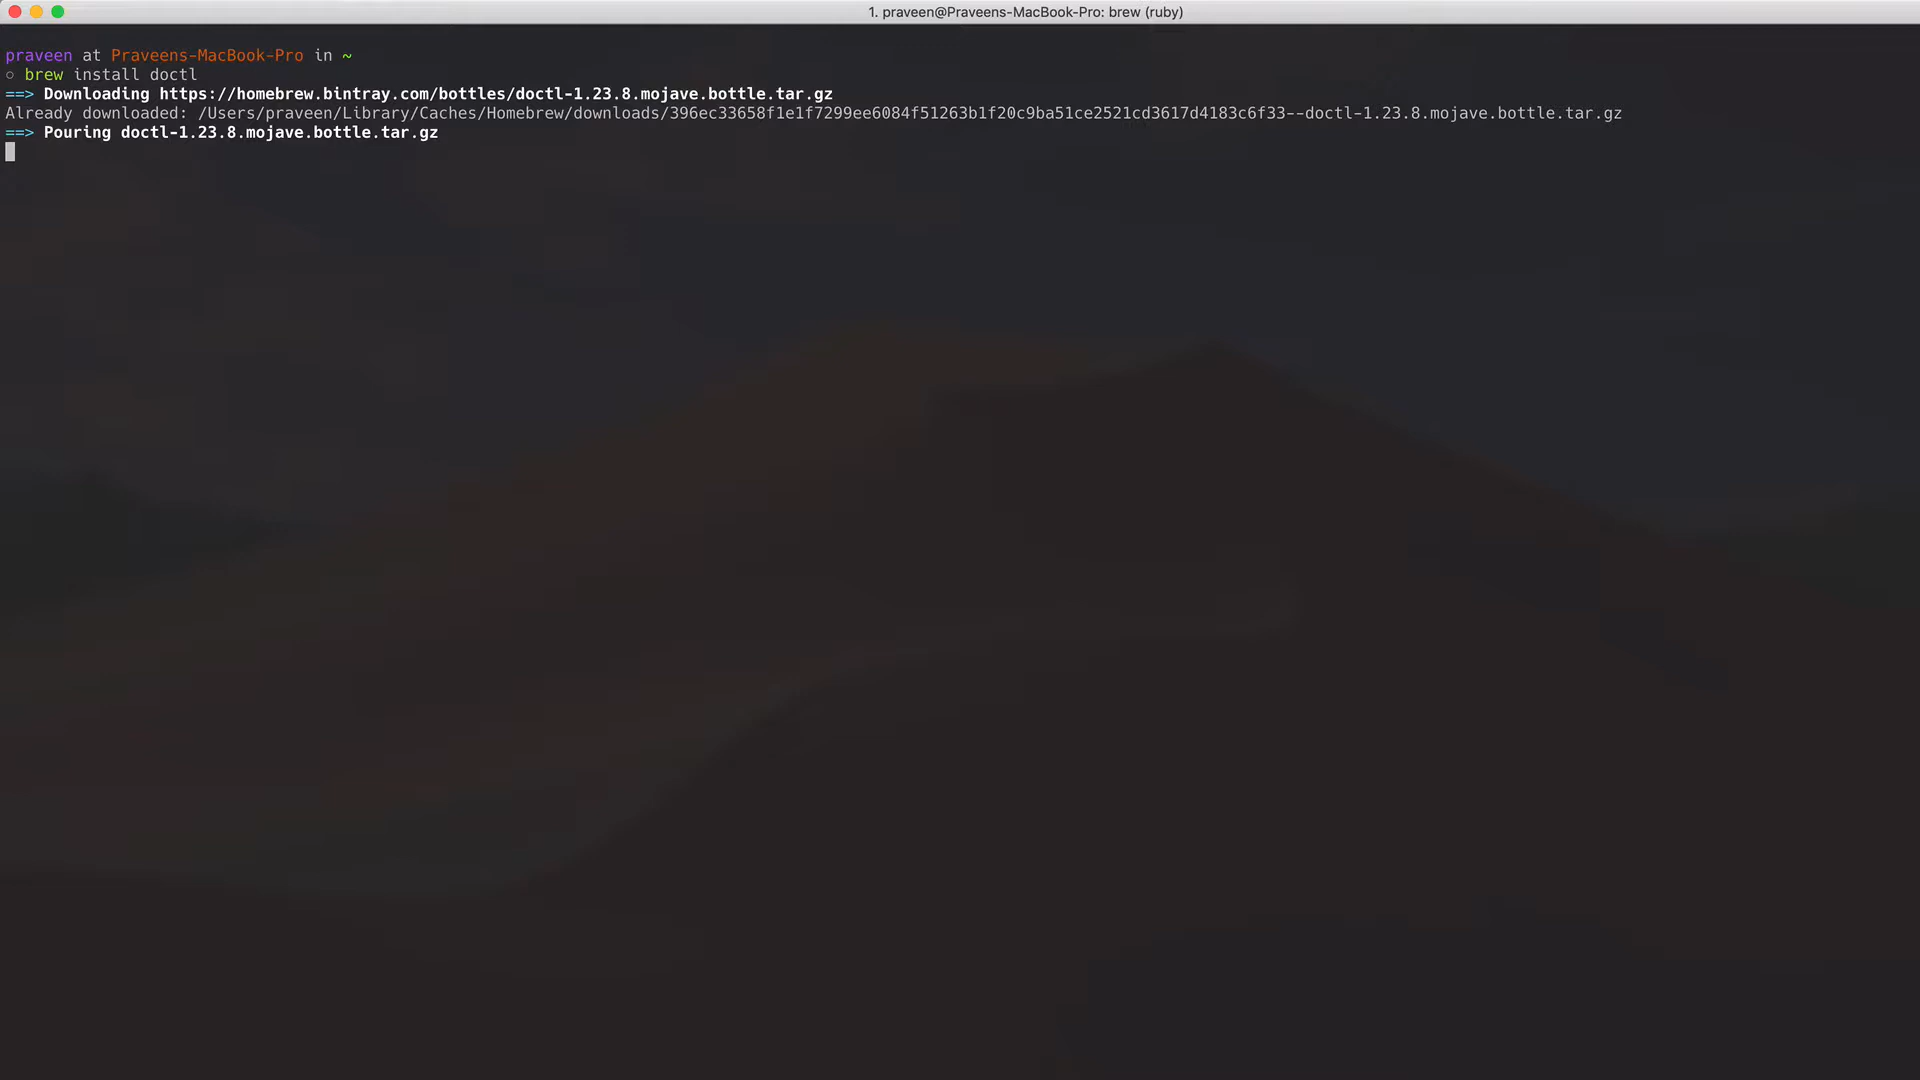 1. praveen@Praveens-MacBook-Pro: brew (ruby)
praveen at Praveens-MacBook-Pro in ~
○ brew install doctl
==> Downloading https://homebrew.bintray.com/bottles/doctl-1.23.8.mojave.bottle.tar.gz
Already downloaded: /Users/praveen/Library/Caches/Homebrew/downloads/396ec33658f1e1f7299ee6084f51263b1f20c9ba51ce2521cd3617d4183c6f33--doctl-1.23.8.mojave.bottle.tar.gz
==> Pouring doctl-1.23.8.mojave.bottle.tar.gz